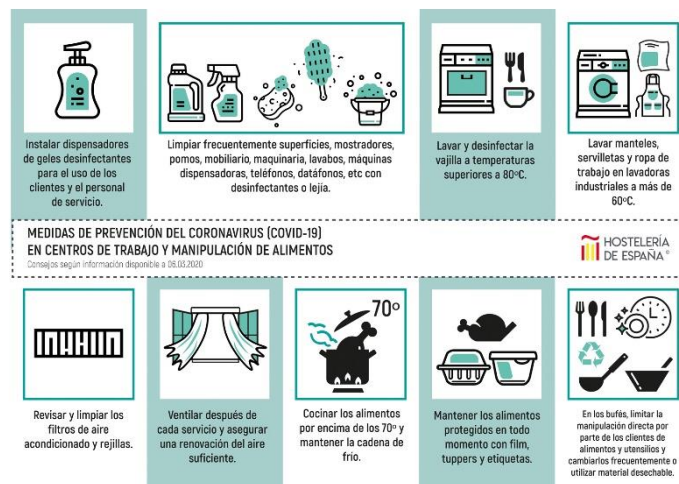 Instalar dispensadores
de geles desinfectantes
para el uso de los
clientes y el personal
de servicio.
Limpiar frecuentemente superficies, mostradores,
pomos, mobiliario, maquinaria, lavabos, máquinas
dispensadoras, teléfonos, datáfonos, etc con
desinfectantes o lejía.
Lavar y desinfectar la
vajilla a temperaturas
superiores a 80ºC.
Lavar manteles,
servilletas y ropa de
trabajo en lavadoras
industriales a más de
60ºC.
MEDIDAS DE PREVENCIÓN DEL CORONAVIRUS (COVID-19)
EN CENTROS DE TRABAJO Y MANIPULACIÓN DE ALIMENTOS
Consejos según información disponible a 06.03.2020
HOSTELERÍA
DE ESPAÑA
Revisar y limpiar los
filtros de aire
acondicionado y rejillas.
Ventilar después de
cada servicio y asegurar
una renovación del aire
suficiente.
70º
Cocinar los alimentos
por encima de los 70º y
mantener la cadena de
frío.
Mantener los alimentos
protegidos en todo
momento con film,
tuppers y etiquetas.
En los bufés, limitar la
manipulación directa por
parte de los clientes de
alimentos y utensilios y
cambiarlos frecuentemente o
utilizar material desechable.